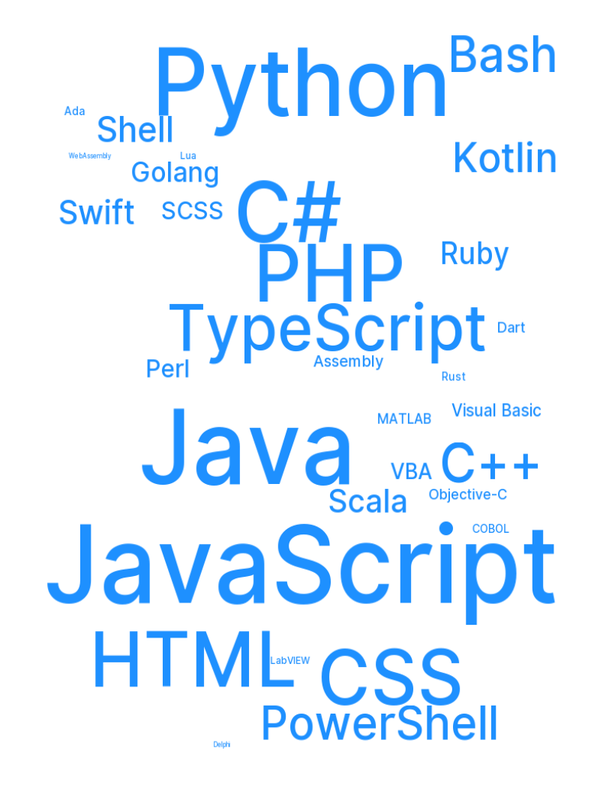 Bash
Python
Ada
Shell
WebAssembly
Lua
Kotlin
Golang
Swift
SCSS
C#
Ruby
PHP
TypeScript
Dart
Assembly
Perl
Rust
Visual Basic
MATLAB
Java
C++
VBA
Objective-C
Scala
COBOL
JavaScript
HTML
LabVIEW
CSS
PowerShell
Delphi